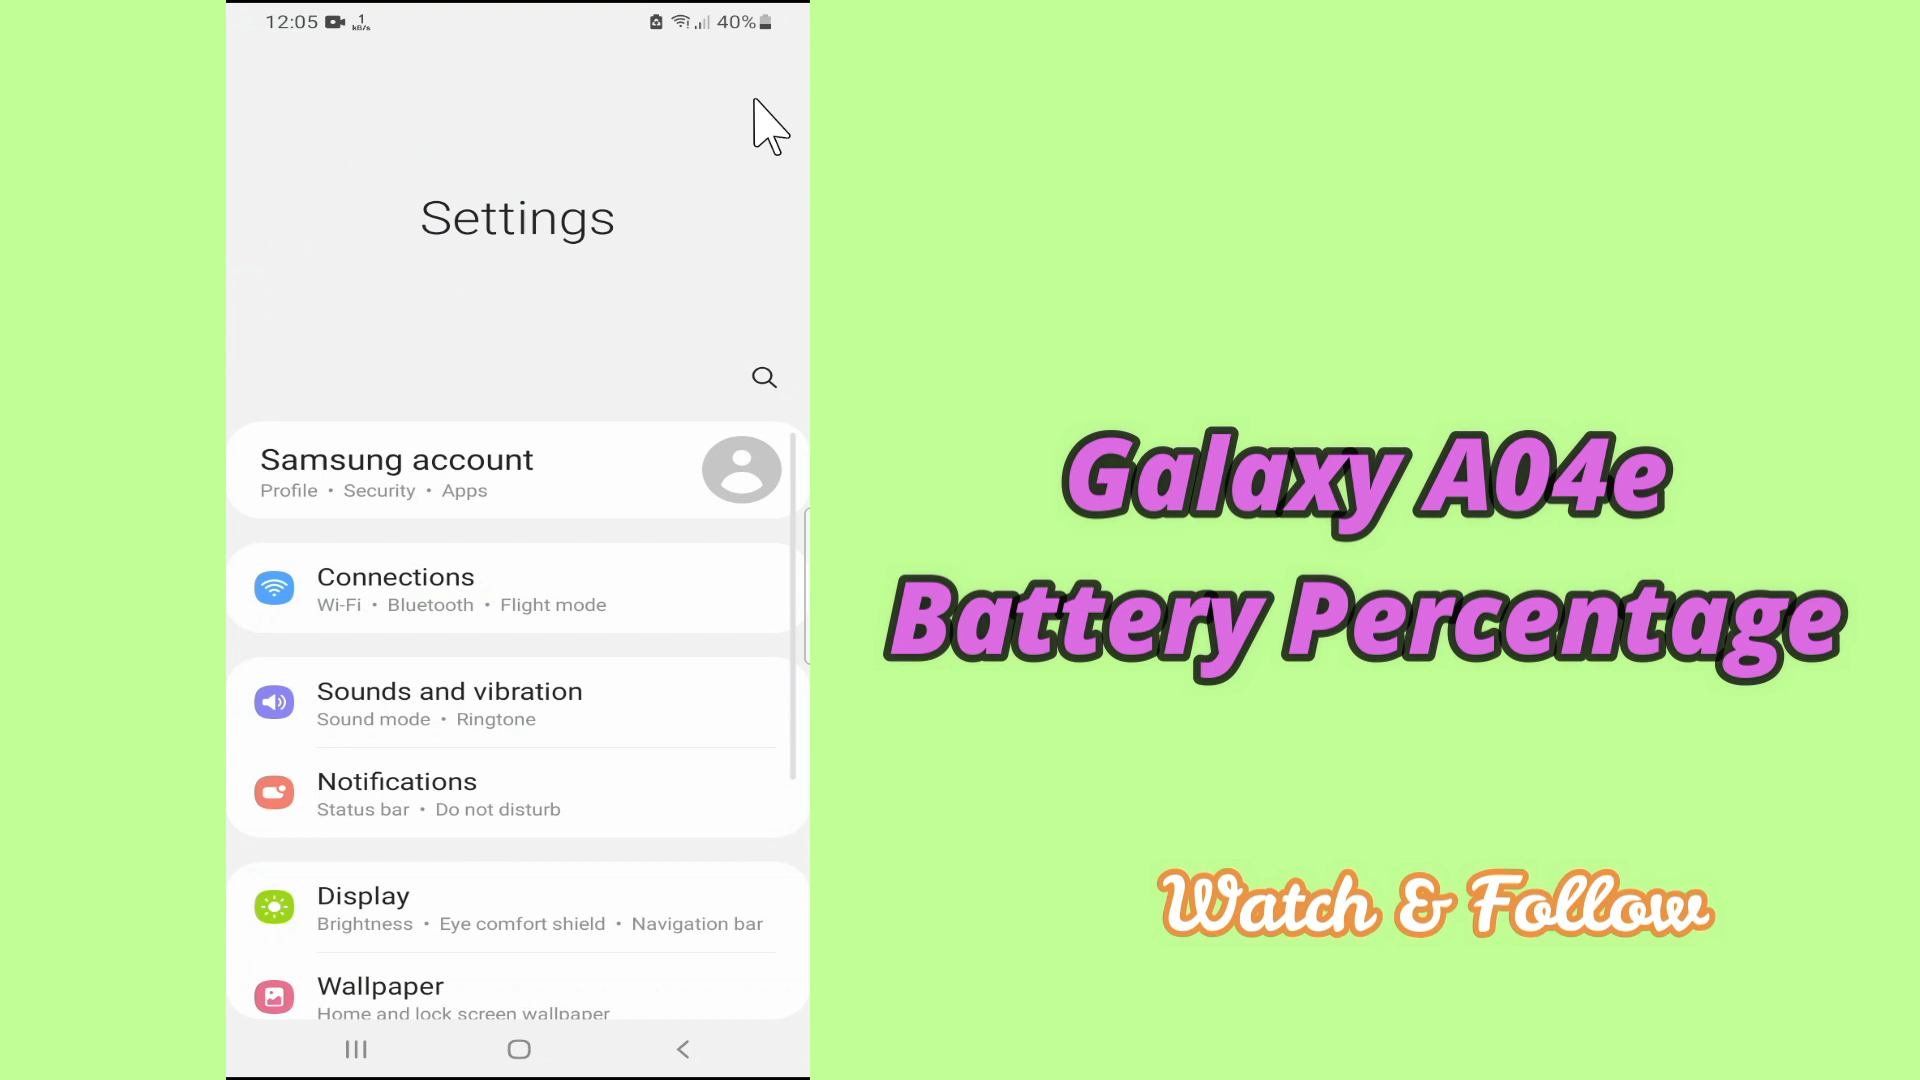 12:05 1 kB/s 40%
Settings
Samsung account
Profile • Security • Apps
Connections
Wi-Fi • Bluetooth • Flight mode
Sounds and vibration
Sound mode • Ringtone
Notifications
Status bar • Do not disturb
Display
Brightness • Eye comfort shield • Navigation bar
Wallpaper
Home and lock screen wallpaper
Galaxy A04e
Battery Percentage
Watch & Follow